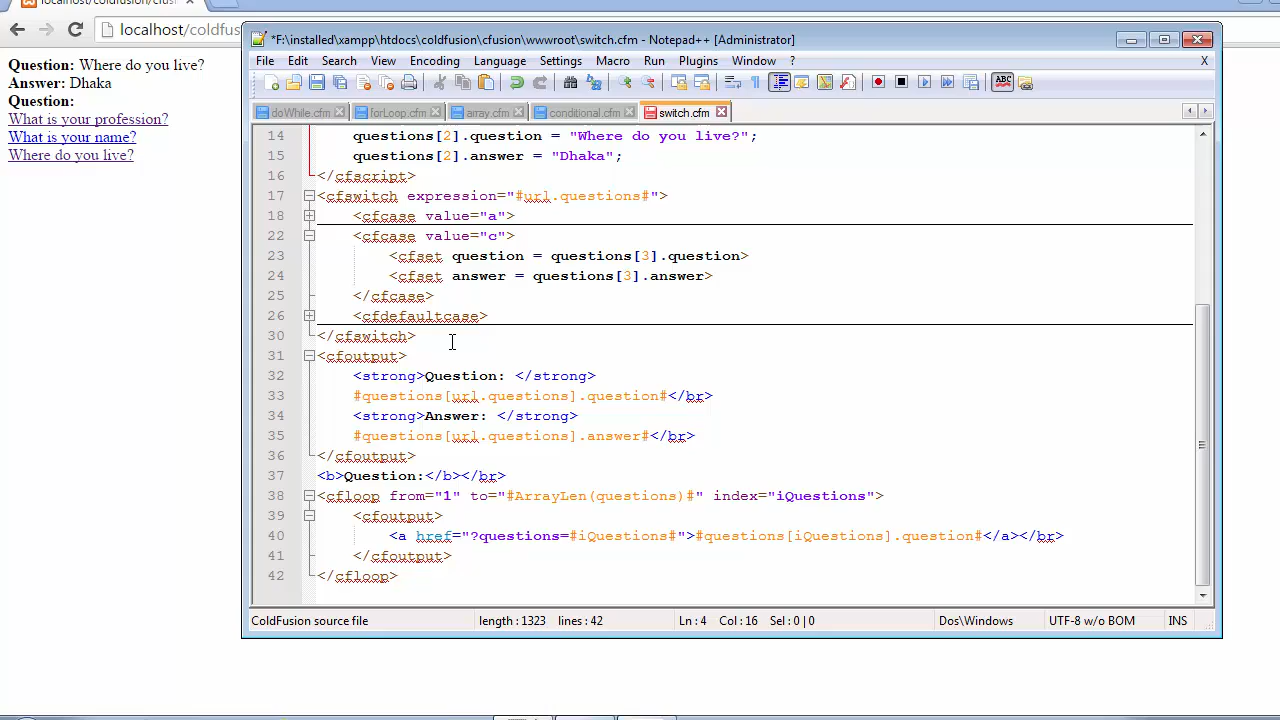 localhost/coldfusion/cfus
localhost/coldfus
Question: Where do you live?
Answer: Dhaka
Question:
What is your profession?
What is your name?
Where do you live?
*F:\installed\xampp\htdocs\coldfusion\cfusion\wwwroot\switch.cfm - Notepad++ [Administrator]
File Edit Search View Encoding Language Settings Macro Run Plugins Window ? X
doWhile.cfm forLoop.cfm array.cfm conditional.cfm switch.cfm
14 questions[2].question = "Where do you live?";
15 questions[2].answer = "Dhaka";
16 </cfscript>
17 <cfswitch expression="#url.questions#">
18 <cfcase value="a">
22 <cfcase value="c">
23 <cfset question = questions[3].question>
24 <cfset answer = questions[3].answer>
25 </cfcase>
26 <cfdefaultcase>
30 </cfswitch>
31 <cfoutput>
32 <strong>Question: </strong>
33 #questions[url.questions].question#</br>
34 <strong>Answer: </strong>
35 #questions[url.questions].answer#</br>
36 </cfoutput>
37 <b>Question:</b></br>
38 <cfloop from="1" to="#ArrayLen(questions)#" index="iQuestions">
39 <cfoutput>
40 <a href="?questions=#iQuestions#">#questions[iQuestions].question#</a></br>
41 </cfoutput>
42 </cfloop>
ColdFusion source file length : 1323 lines : 42 Ln : 4 Col : 16 Sel : 0 | 0 Dos\Windows UTF-8 w/o BOM INS